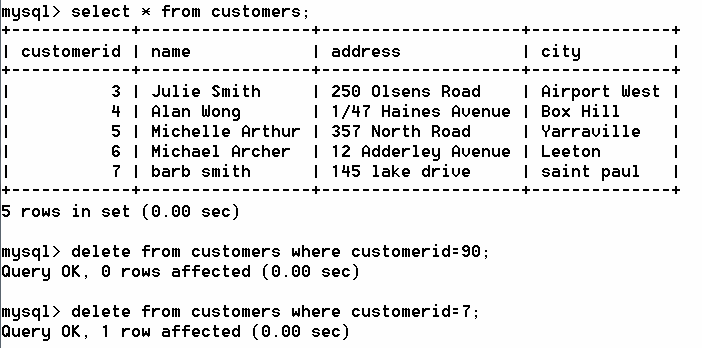 mysql> select * from customers;
+------------+-----------------+--------------------+--------------+
| customerid | name            | address            | city         |
+------------+-----------------+--------------------+--------------+
|          3 | Julie Smith     | 250 Olsens Road    | Airport West |
|          4 | Alan Wong       | 1/47 Haines Avenue | Box Hill     |
|          5 | Michelle Arthur | 357 North Road     | Yarraville   |
|          6 | Michael Archer  | 12 Adderley Avenue | Leeton       |
|          7 | barb smith      | 145 lake drive     | saint paul   |
+------------+-----------------+--------------------+--------------+
5 rows in set (0.00 sec)
mysql> delete from customers where customerid=90;
Query OK, 0 rows affected (0.00 sec)
mysql> delete from customers where customerid=7;
Query OK, 1 row affected (0.00 sec)